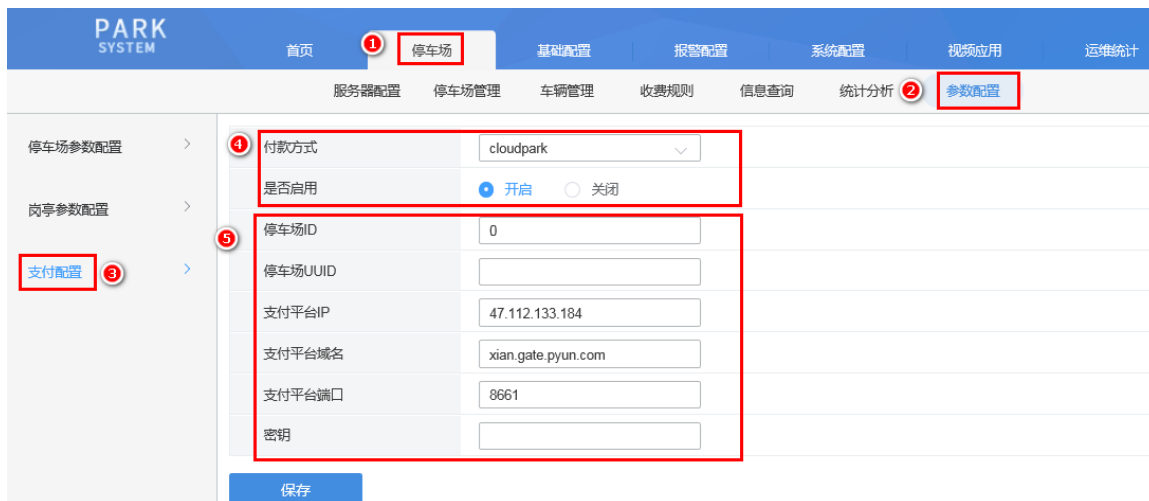 PARK
SYSTEM
首页 1 停车场 基础配置 报警配置 系统配置 视频应用 运维统计
服务器配置 停车场管理 车辆管理 收费规则 信息查询 统计分析 2 参数配置
停车场参数配置
岗亭参数配置
支付配置 3
4 付款方式 cloudpark
是否启用 开启 关闭
5 停车场ID 0
停车场UUID
支付平台IP 47.112.133.184
支付平台域名 xian.gate.pyun.com
支付平台端口 8661
密钥
保存